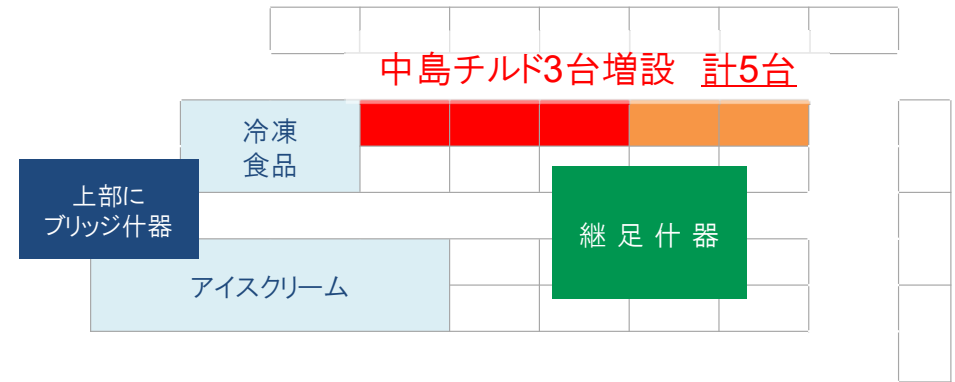 中島チルド3台増設　計5台
冷凍
食品
上部に
ブリッジ什器
継 足 什 器
アイスクリーム